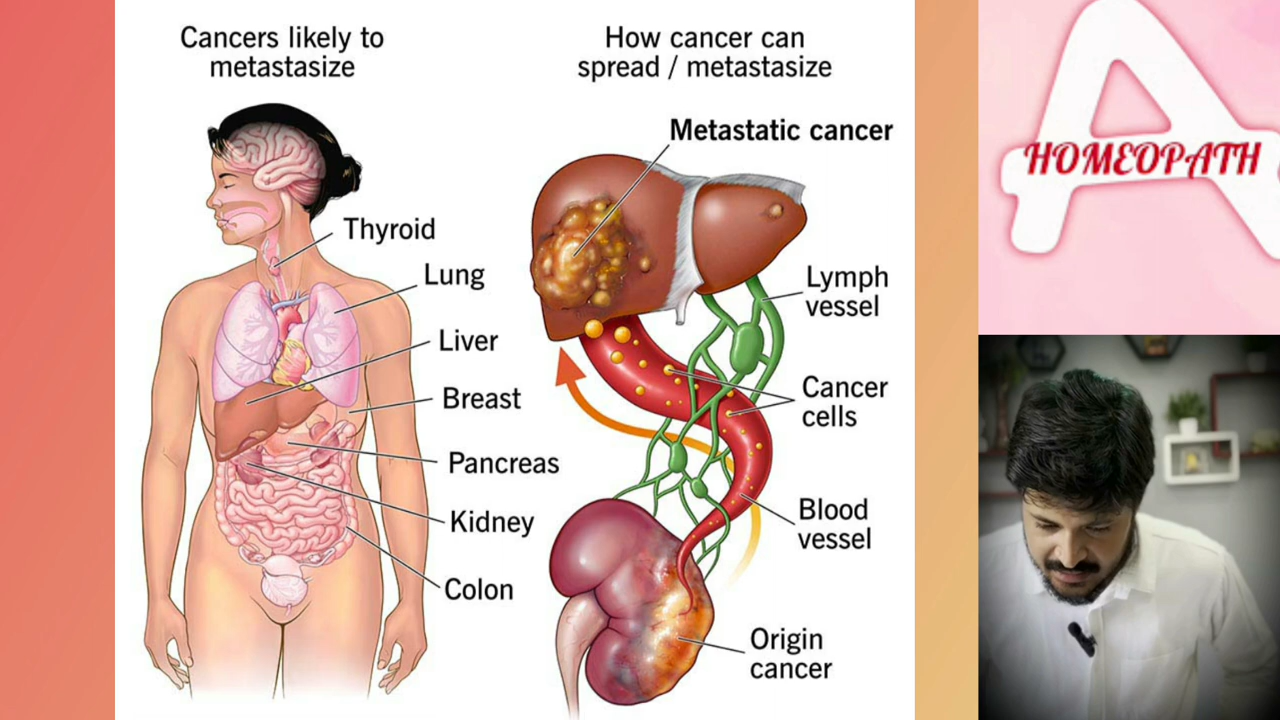 Cancers likely to
metastasize
Thyroid
Lung
Liver
Breast
Pancreas
Kidney
Colon
How cancer can
spread / metastasize
Metastatic cancer
Lymph
vessel
Cancer
cells
Blood
vessel
Origin
cancer
A
HOMEOPATH